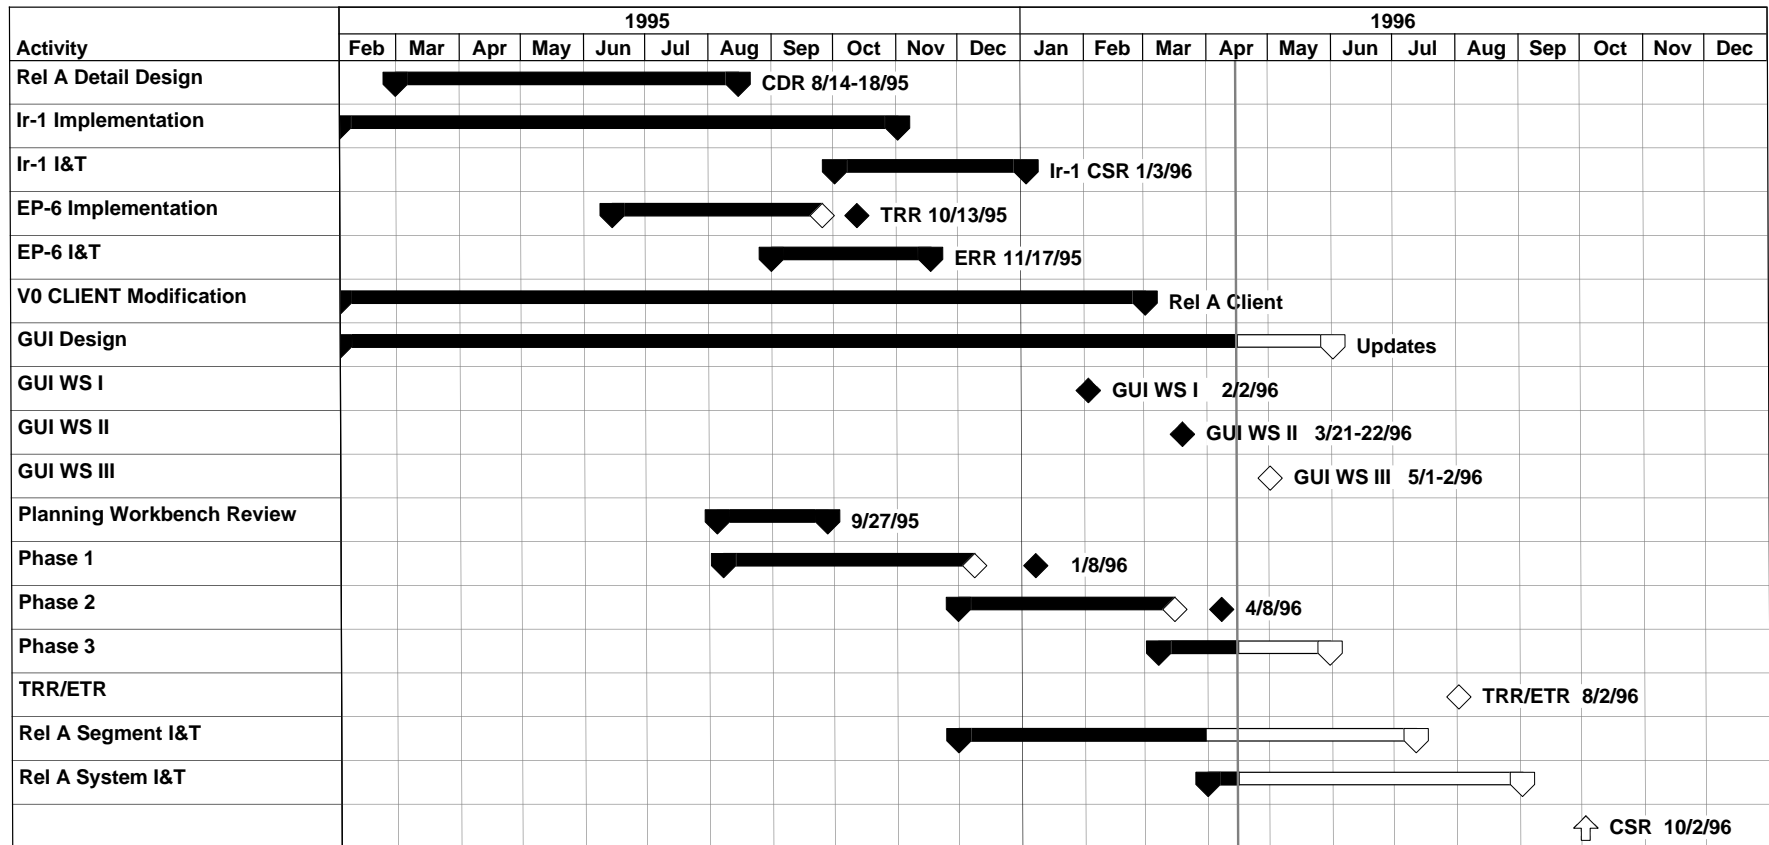 1995 1996
Activity Feb Mar Apr May Jun Jul Aug Sep Oct Nov Dec Jan Feb Mar Apr May Jun Jul Aug Sep Oct Nov Dec
Rel A Detail Design CDR 8/14-18/95
Ir-1 Implementation
Ir-1 I&T Ir-1 CSR 1/3/96
EP-6 Implementation TRR 10/13/95
EP-6 I&T ERR 11/17/95
V0 CLIENT Modification Rel A Client
GUI Design Updates
GUI WS I GUI WS I 2/2/96
GUI WS II GUI WS II 3/21-22/96
GUI WS III GUI WS III 5/1-2/96
Planning Workbench Review 9/27/95
Phase 1 1/8/96
Phase 2 4/8/96
Phase 3
TRR/ETR TRR/ETR 8/2/96
Rel A Segment I&T
Rel A System I&T
CSR 10/2/96